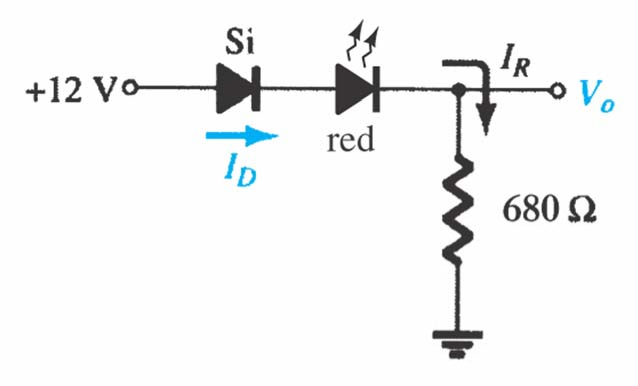 Si
+12 V
I_R
V_o
I_D
red
680 Ω